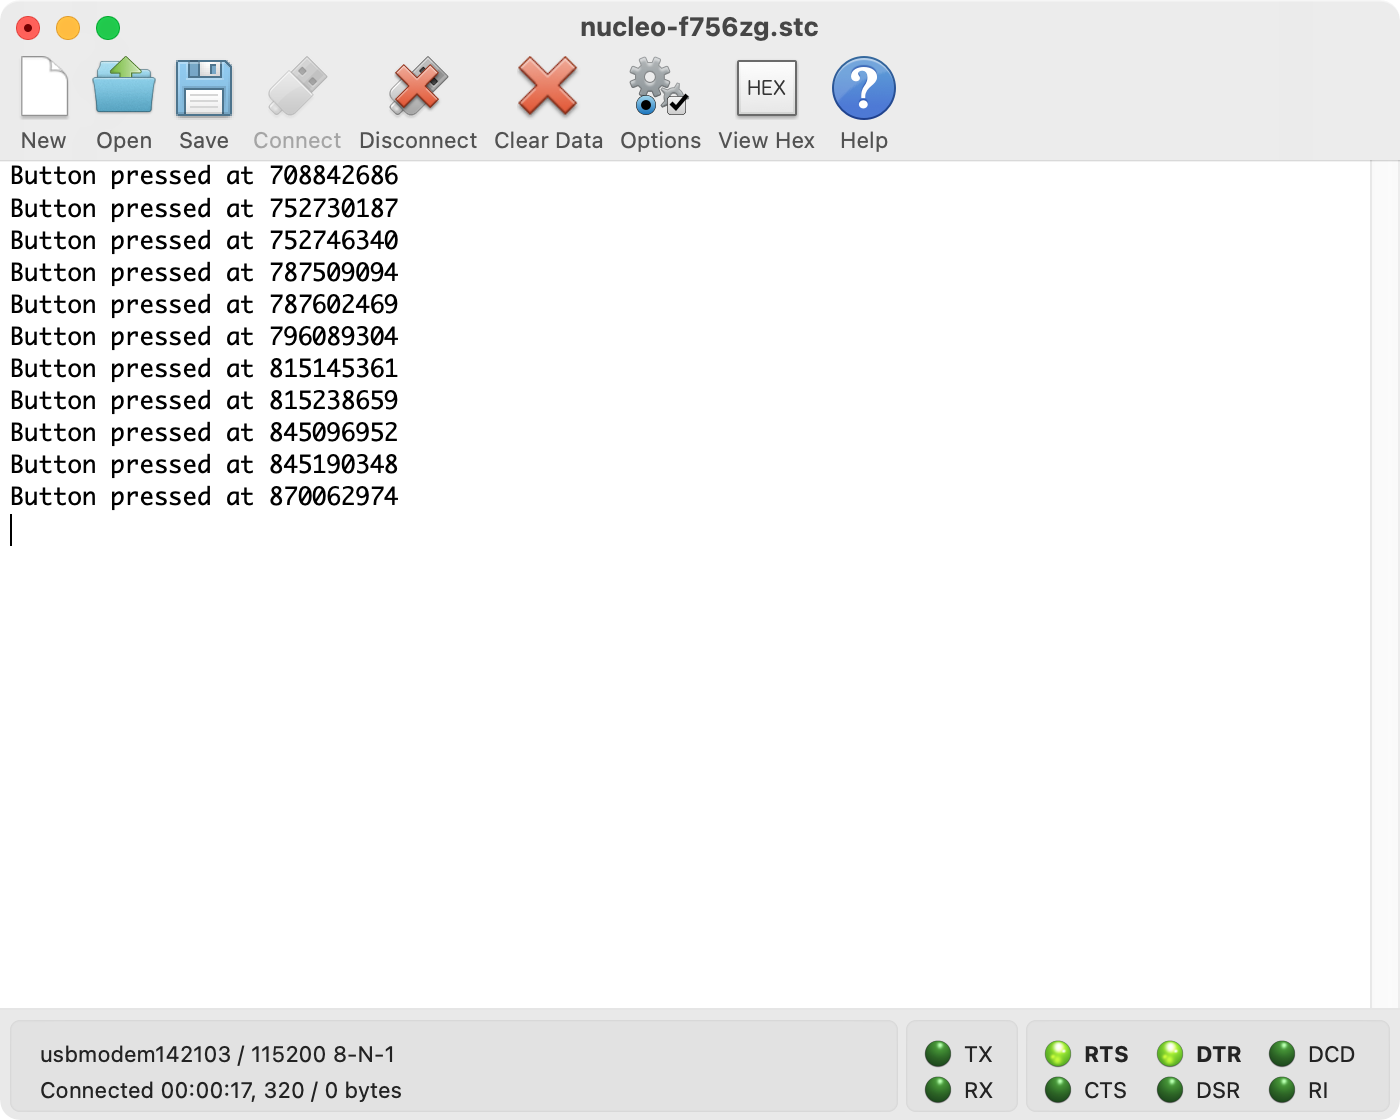 nucleo-f756zg.stc
HEX
?
New Open Save Connect Disconnect Clear Data Options View Hex Help
Button pressed at 708842686
Button pressed at 752730187
Button pressed at 752746340
Button pressed at 787509094
Button pressed at 787602469
Button pressed at 796089304
Button pressed at 815145361
Button pressed at 815238659
Button pressed at 845096952
Button pressed at 845190348
Button pressed at 870062974
usbmodem142103 / 115200 8-N-1
Connected 00:00:17, 320 / 0 bytes
TX RTS DTR DCD
RX CTS DSR RI